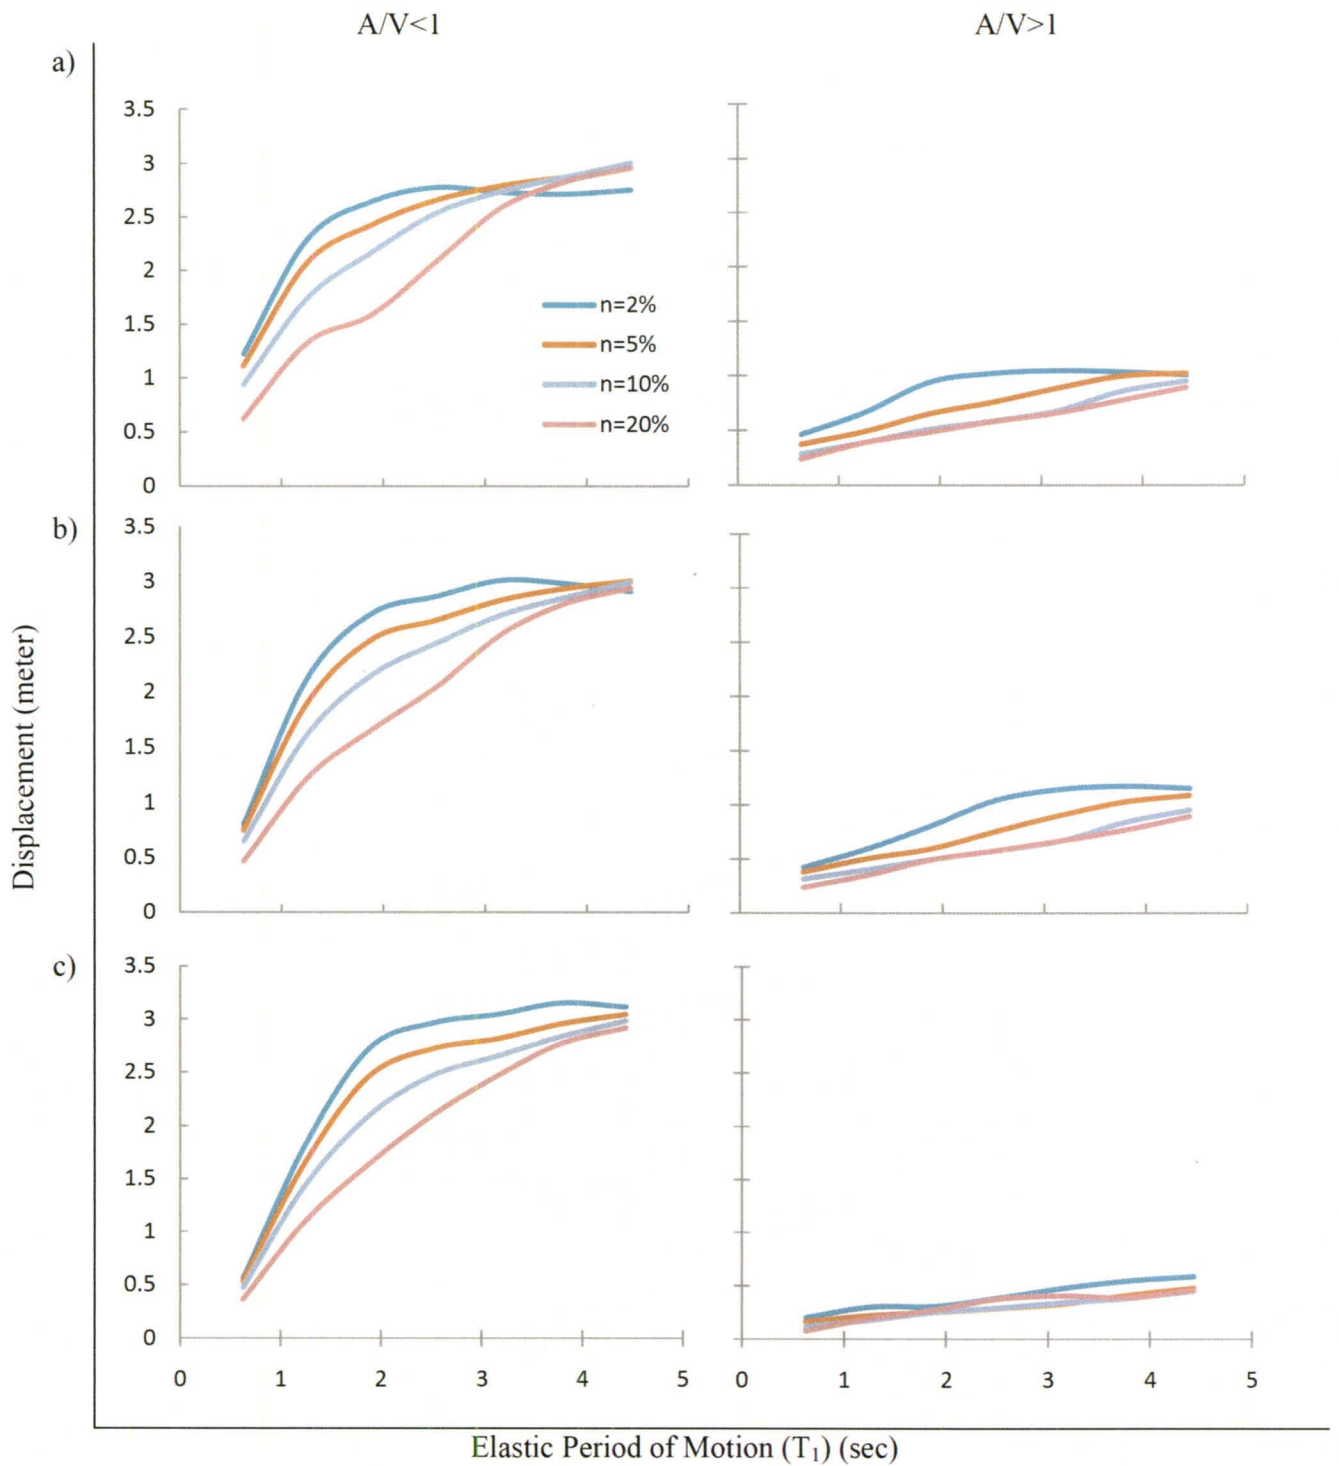 A/V<1 A/V>1
a)
3.5
3
2.5
2
1.5
1
0.5
0
n=2%
n=5%
n=10%
n=20%
b)
3.5
3
2.5
2
1.5
1
0.5
0
c)
3.5
3
2.5
2
1.5
1
0.5
0
0 1 2 3 4 5
0 1 2 3 4 5
Displacement (meter)
Elastic Period of Motion (T₁) (sec)